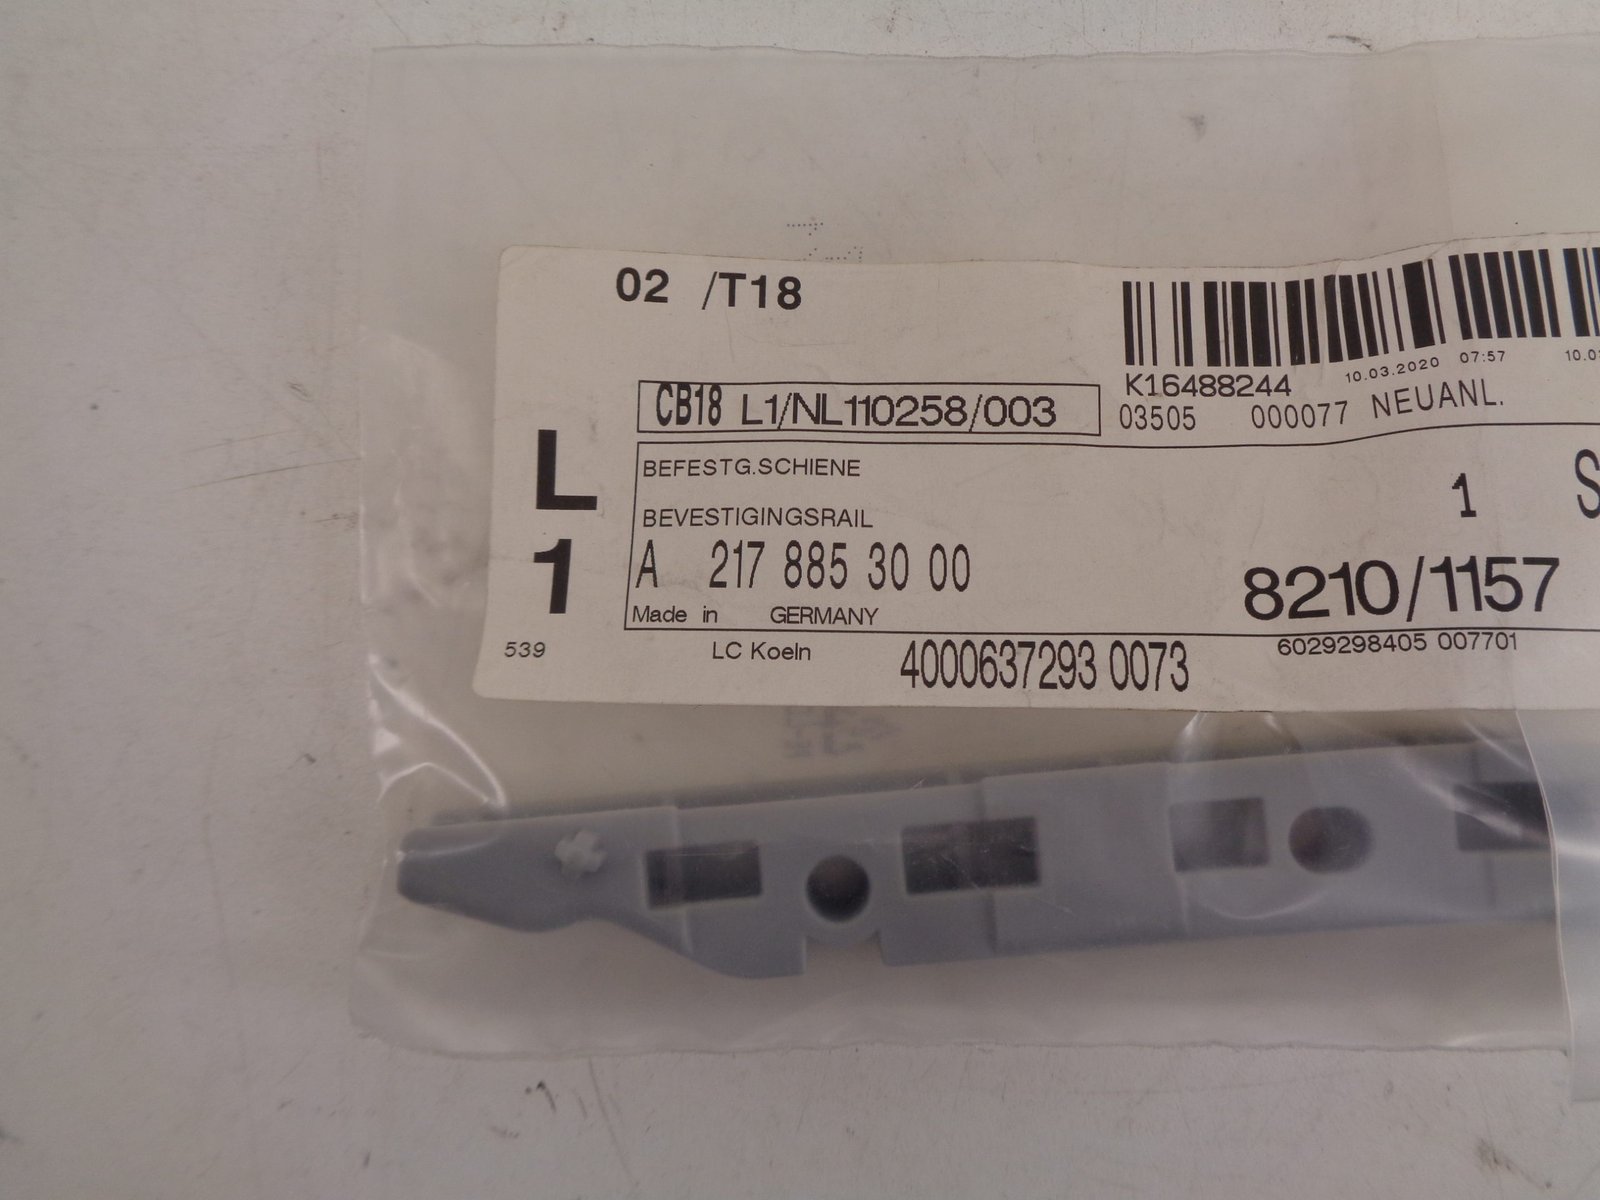 02 /T18
CB18 L1/NL110258/003
K16488244 10.03.2020 07:57
03505 000077 NEUANL.
L
1
BEFESTG.SCHIENE
BEVESTIGINGSRAIL
1 S
A 217 885 30 00
8210/1157
Made in GERMANY
539 LC Koeln 4000637293 0073 6029298405 007701